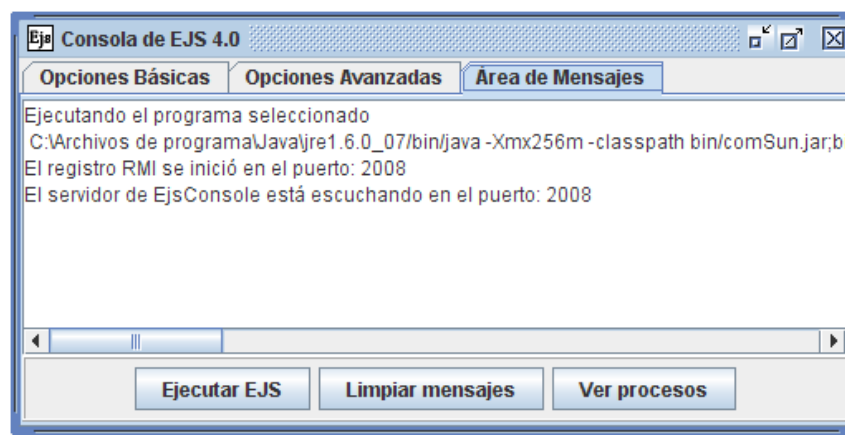 Ejs Consola de EJS 4.0
Opciones Básicas Opciones Avanzadas Área de Mensajes
Ejecutando el programa seleccionado
C:\Archivos de programa\Java\jre1.6.0_07/bin/java -Xmx256m -classpath bin/comSun.jar;b
El registro RMI se inició en el puerto: 2008
El servidor de EjsConsole está escuchando en el puerto: 2008
Ejecutar EJS Limpiar mensajes Ver procesos